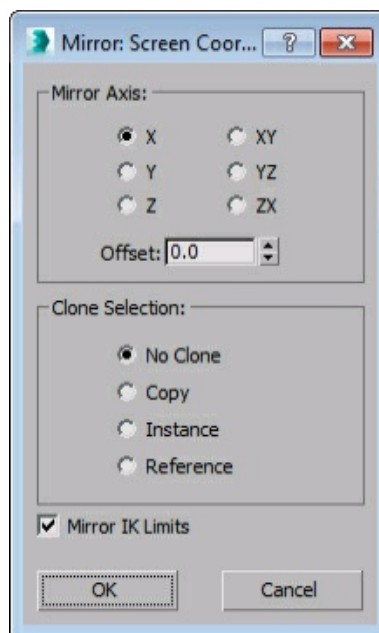 Mirror: Screen Coor... ?
Mirror Axis:
X XY
Y YZ
Z ZX
Offset: 0.0
Clone Selection:
No Clone
Copy
Instance
Reference
Mirror IK Limits
OK Cancel